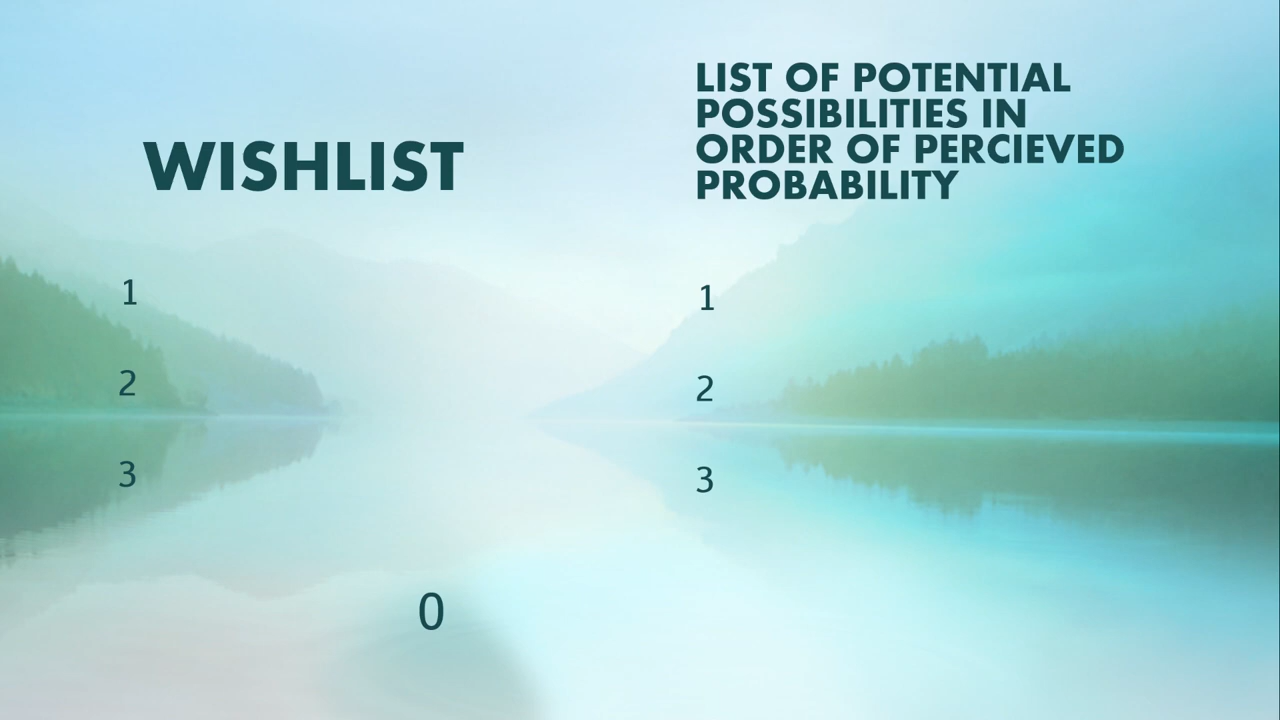 WISHLIST
1
2
3
LIST OF POTENTIAL
POSSIBILITIES IN
ORDER OF PERCIEVED
PROBABILITY
1
2
3
0